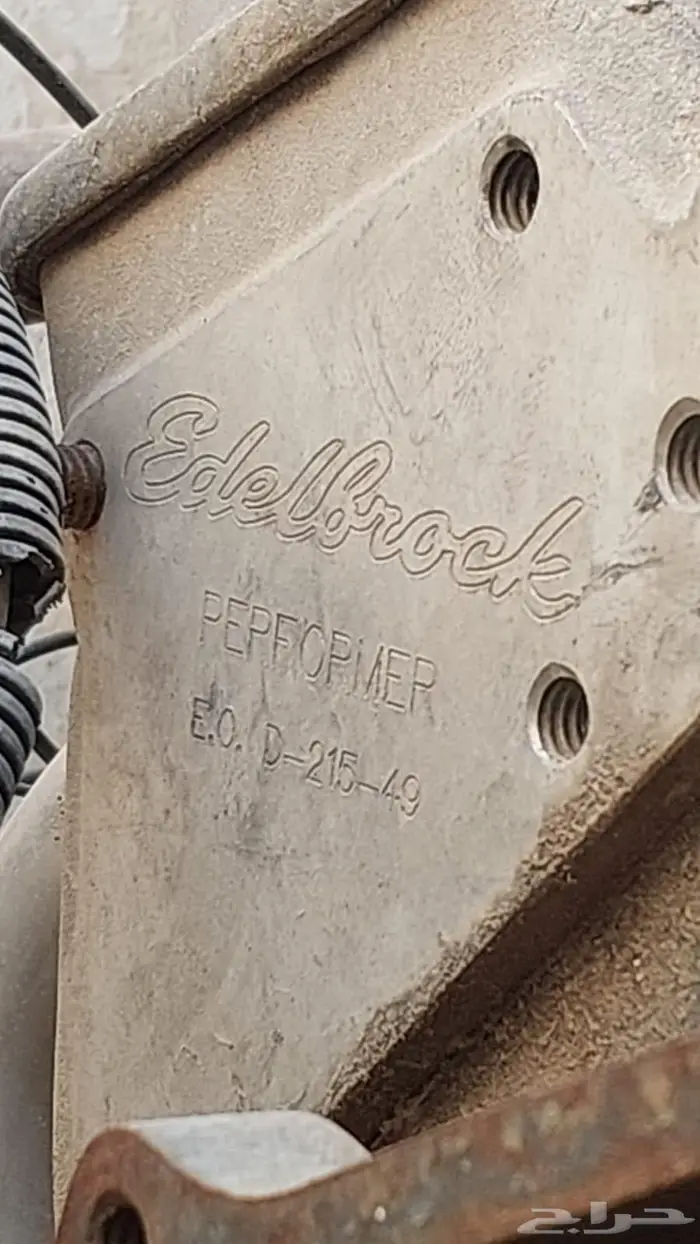 Edelbrock
PERFORMER
E.O. D-215-49
حراج